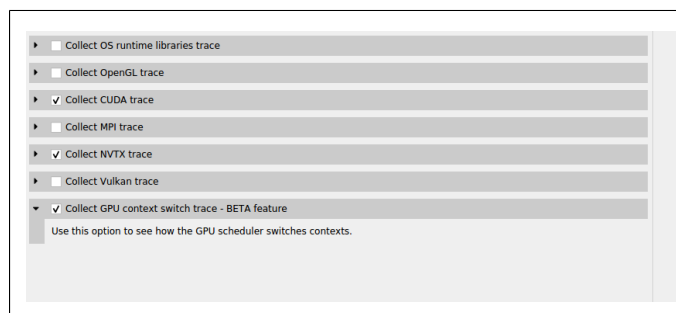 Collect OS runtime libraries trace
Collect OpenGL trace
Collect CUDA trace
Collect MPI trace
Collect NVTX trace
Collect Vulkan trace
Collect GPU context switch trace - BETA feature
Use this option to see how the GPU scheduler switches contexts.